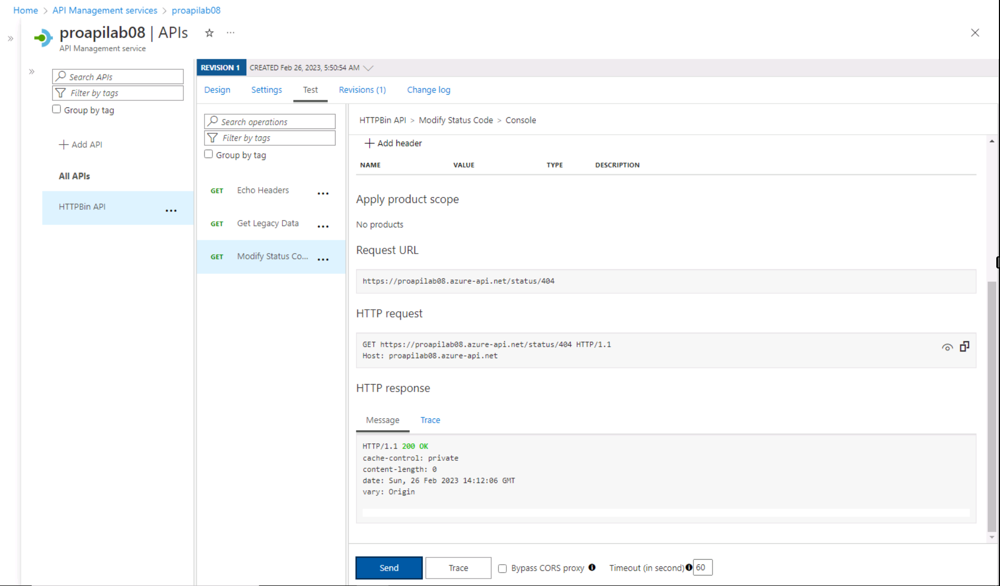 Home > API Management services > proapilab08
proapilab08 | APIs
API Management service
Search APIs
Filter by tags
Group by tag
Add API
All APIs
HTTPBin API
REVISION 1 CREATED Feb 26, 2023, 5:50:54 AM
Design Settings Test Revisions (1) Change log
Search operations
Filter by tags
Group by tag
GET Echo Headers
GET Get Legacy Data
GET Modify Status Co...
HTTPBin API > Modify Status Code > Console
Add header
NAME VALUE TYPE DESCRIPTION
Apply product scope
No products
Request URL
https://proapilab08.azure-api.net/status/404
HTTP request
GET https://proapilab08.azure-api.net/status/404 HTTP/1.1
Host: proapilab08.azure-api.net
HTTP response
Message Trace
HTTP/1.1 200 OK
cache-control: private
content-length: 0
date: Sun, 26 Feb 2023 14:12:06 GMT
vary: Origin
Send Trace Bypass CORS proxy Timeout (in second) 60